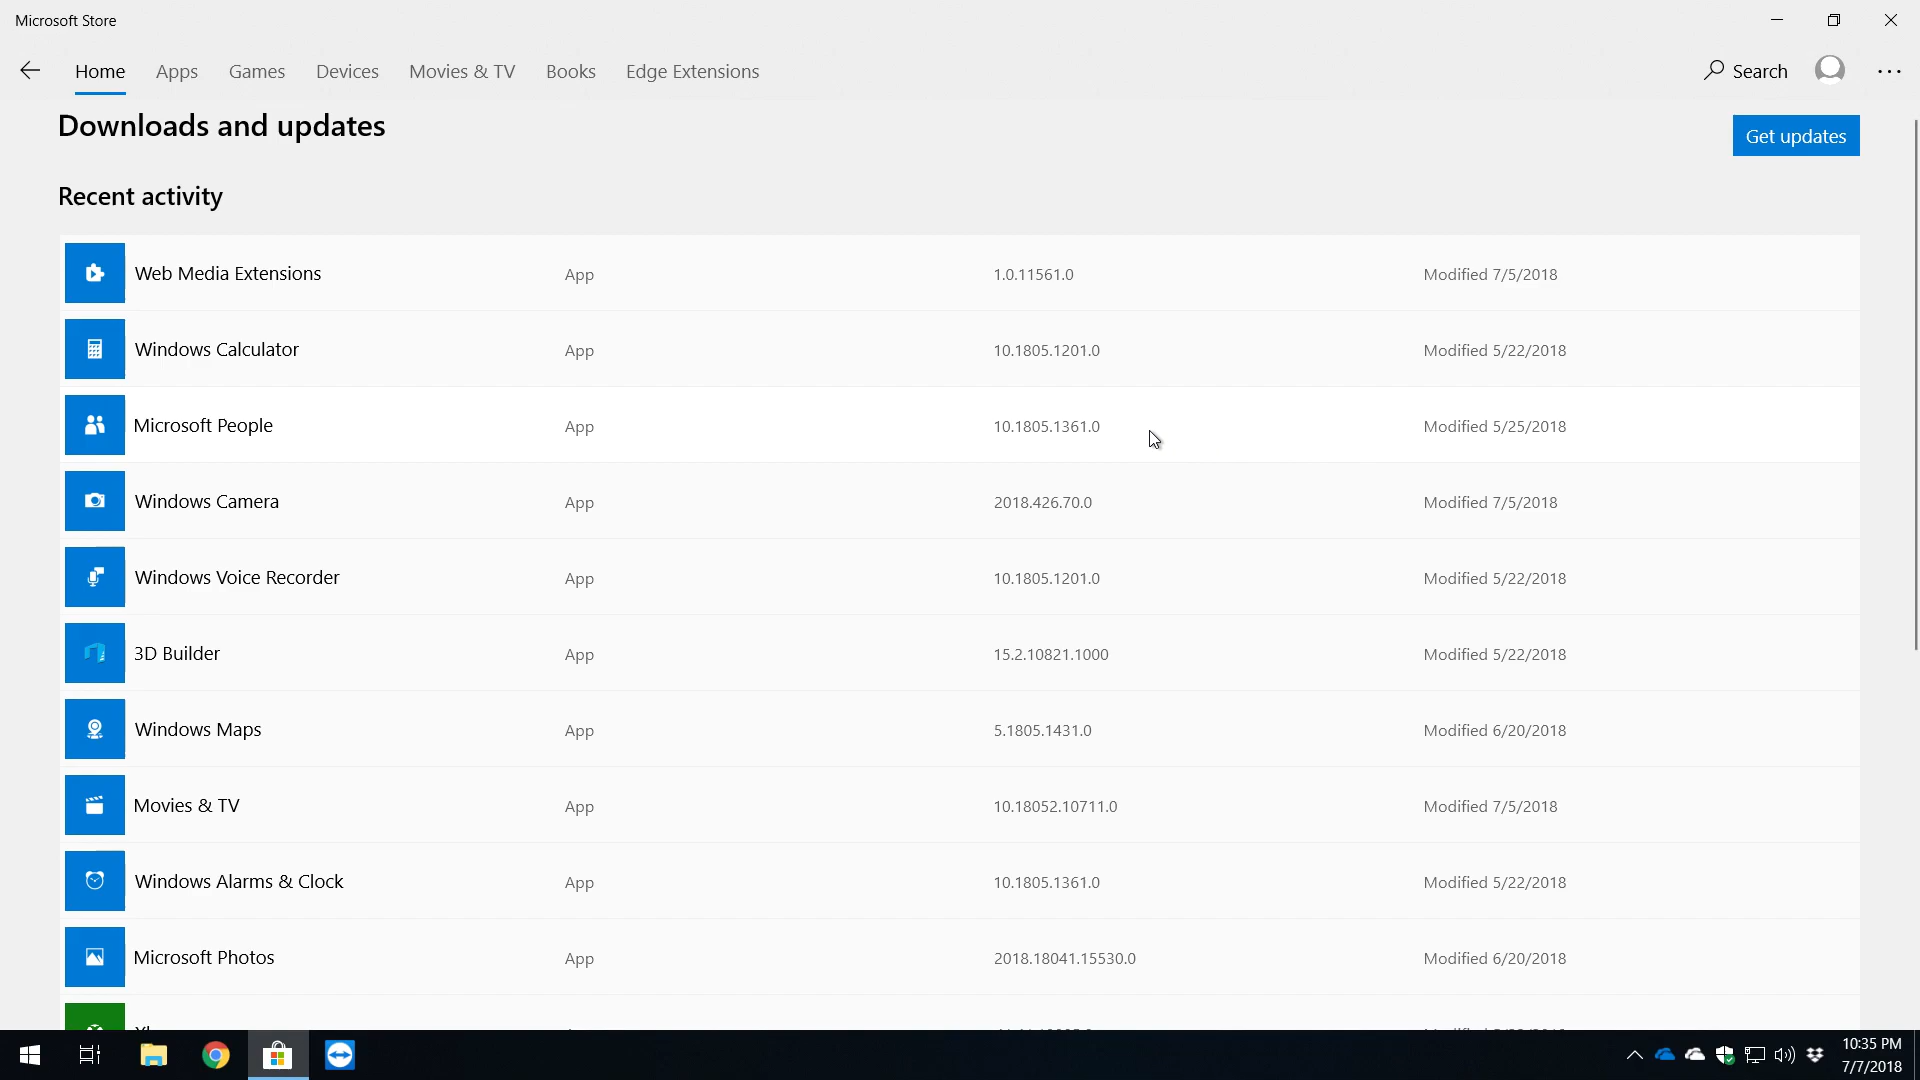 Microsoft Store
Home Apps Games Devices Movies & TV Books Edge Extensions Search
Downloads and updates
Get updates
Recent activity
Web Media Extensions App 1.0.11561.0 Modified 7/5/2018
Windows Calculator App 10.1805.1201.0 Modified 5/22/2018
Microsoft People App 10.1805.1361.0 Modified 5/25/2018
Windows Camera App 2018.426.70.0 Modified 7/5/2018
Windows Voice Recorder App 10.1805.1201.0 Modified 5/22/2018
3D Builder App 15.2.10821.1000 Modified 5/22/2018
Windows Maps App 5.1805.1431.0 Modified 6/20/2018
Movies & TV App 10.18052.10711.0 Modified 7/5/2018
Windows Alarms & Clock App 10.1805.1361.0 Modified 5/22/2018
Microsoft Photos App 2018.18041.15530.0 Modified 6/20/2018
10:35 PM
7/7/2018